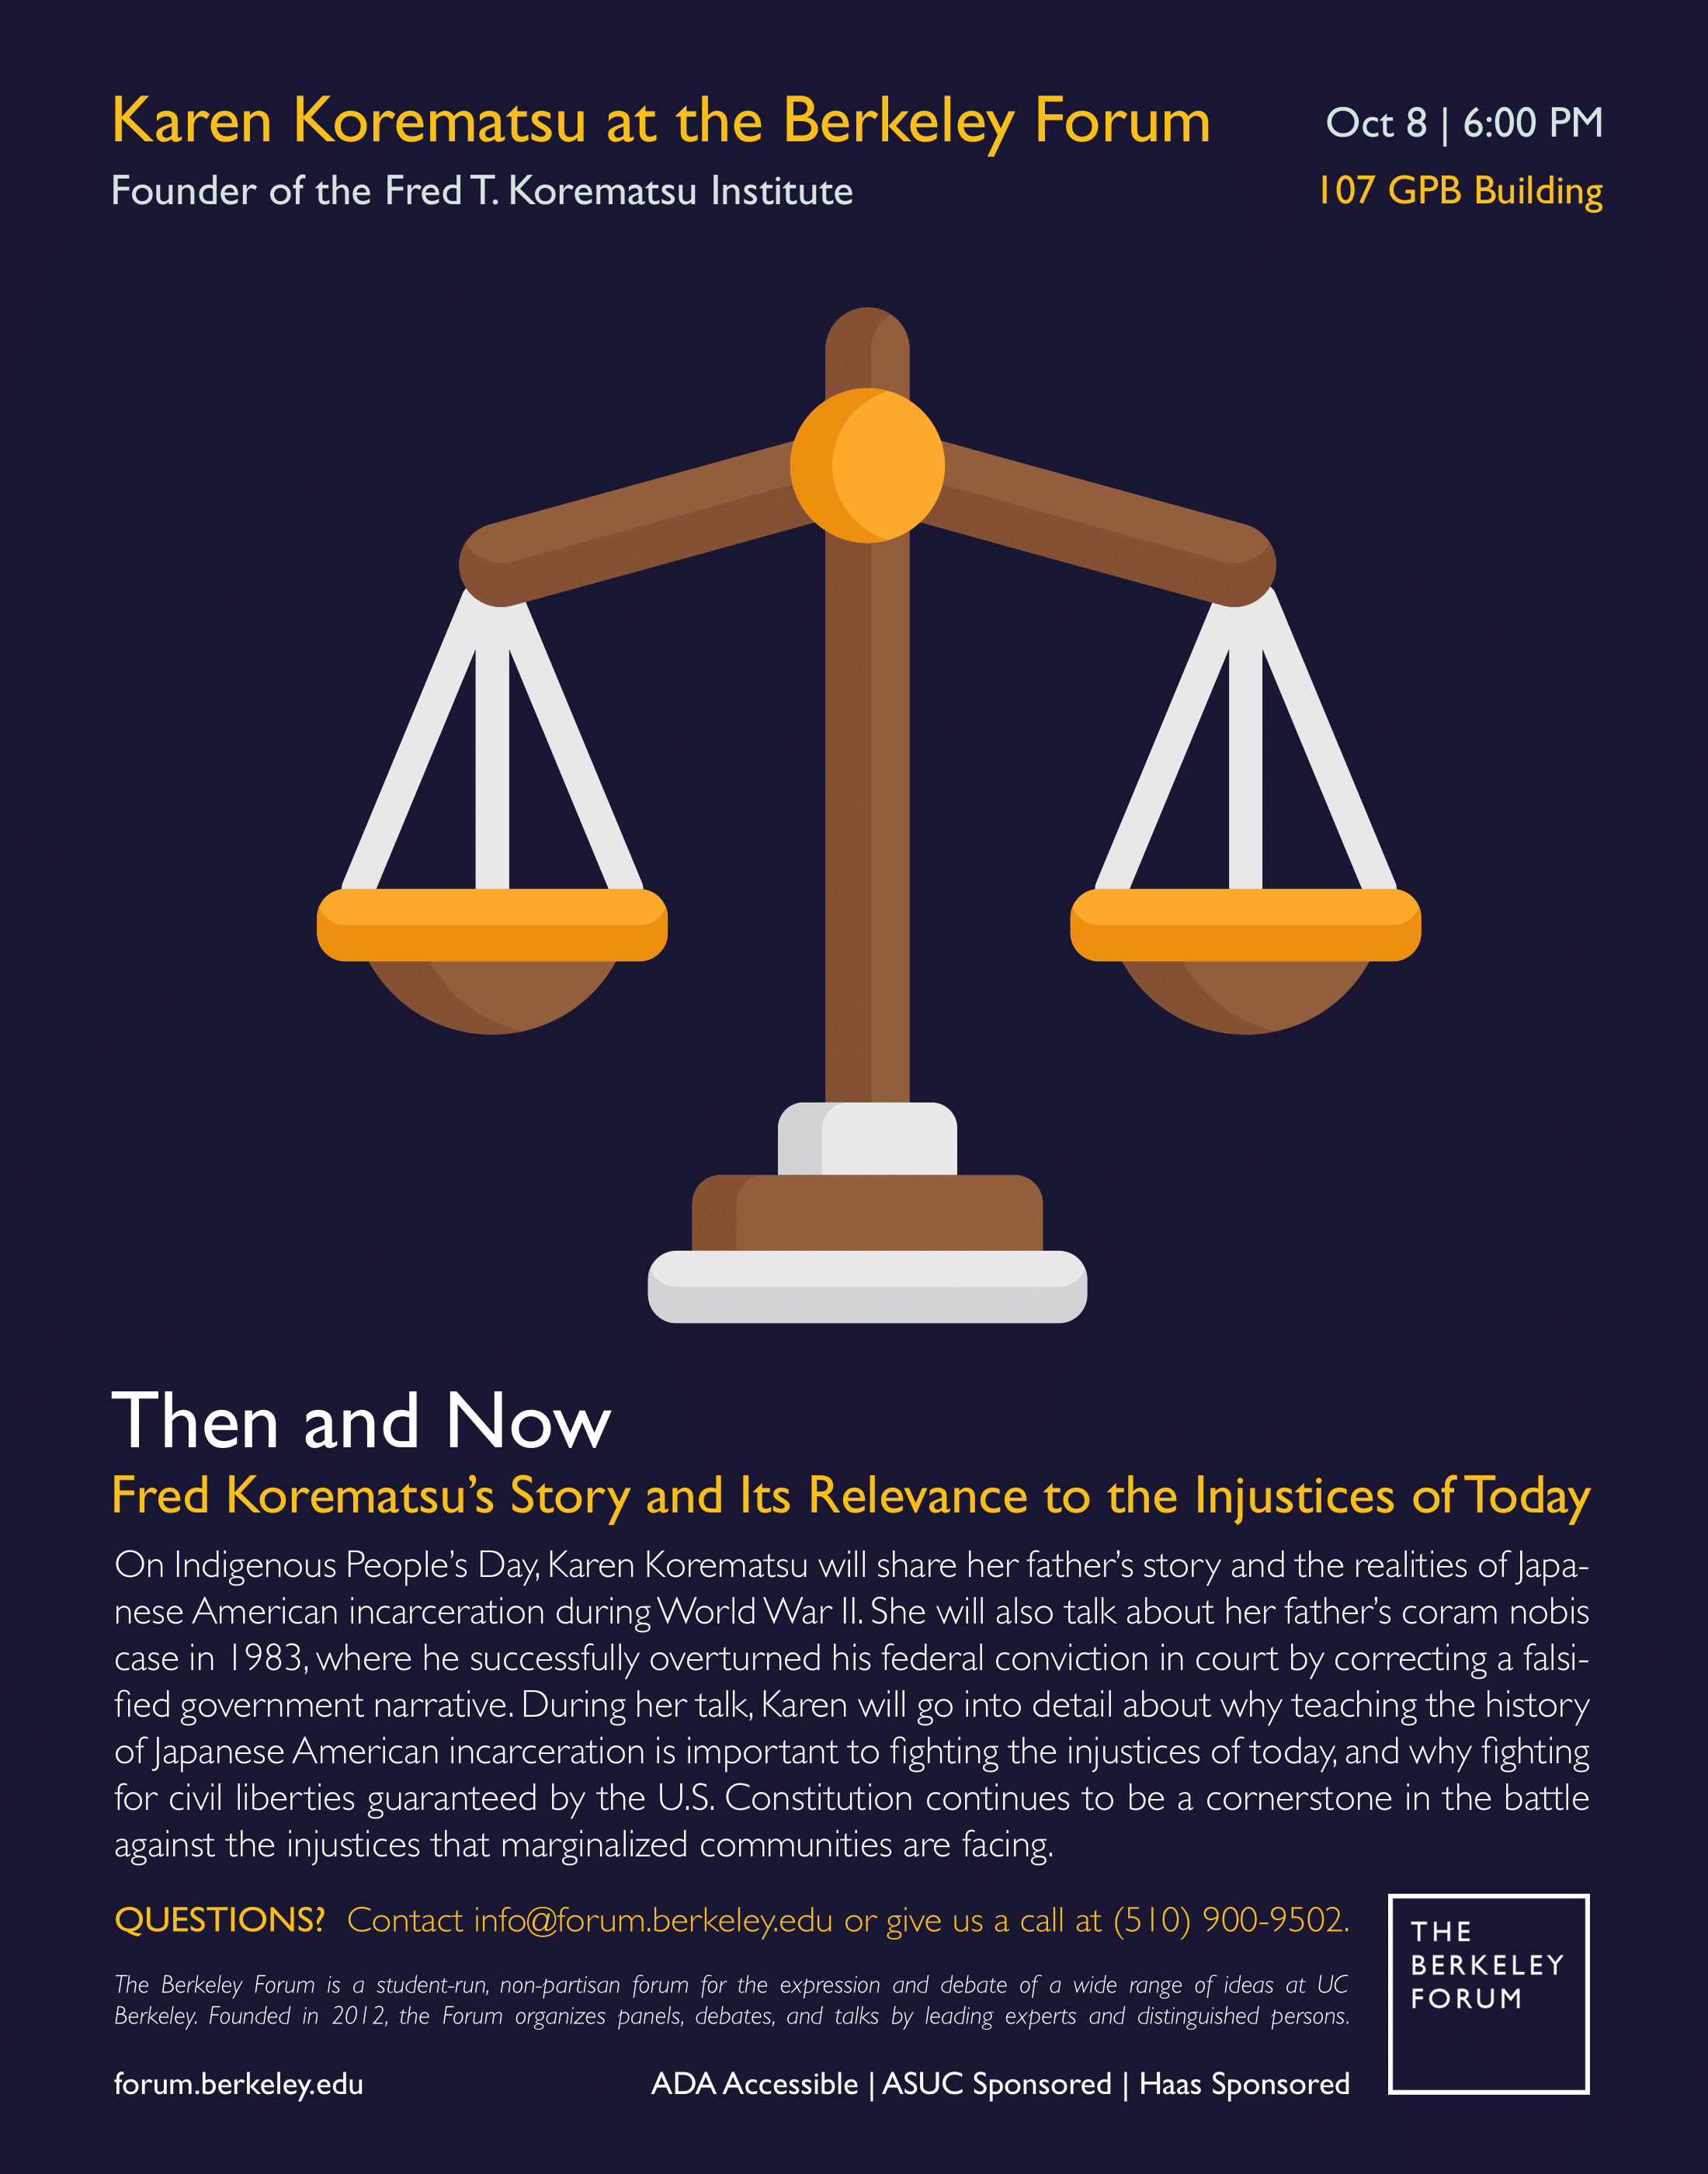 Karen Korematsu at the Berkeley Forum
Founder of the Fred T. Korematsu Institute
Oct 8 | 6:00 PM
107 GPB Building
Then and Now
Fred Korematsu’s Story and Its Relevance to the Injustices of Today
On Indigenous People’s Day, Karen Korematsu will share her father’s story and the realities of Japa-
nese American incarceration during World War II. She will also talk about her father’s coram nobis
case in 1983, where he successfully overturned his federal conviction in court by correcting a falsi-
fied government narrative. During her talk, Karen will go into detail about why teaching the history
of Japanese American incarceration is important to fighting the injustices of today, and why fighting
for civil liberties guaranteed by the U.S. Constitution continues to be a cornerstone in the battle
against the injustices that marginalized communities are facing.
QUESTIONS? Contact info@forum.berkeley.edu or give us a call at (510) 900-9502.
The Berkeley Forum is a student-run, non-partisan forum for the expression and debate of a wide range of ideas at UC
Berkeley. Founded in 2012, the Forum organizes panels, debates, and talks by leading experts and distinguished persons.
forum.berkeley.edu
ADA Accessible | ASUC Sponsored | Haas Sponsored
THE
BERKELEY
FORUM